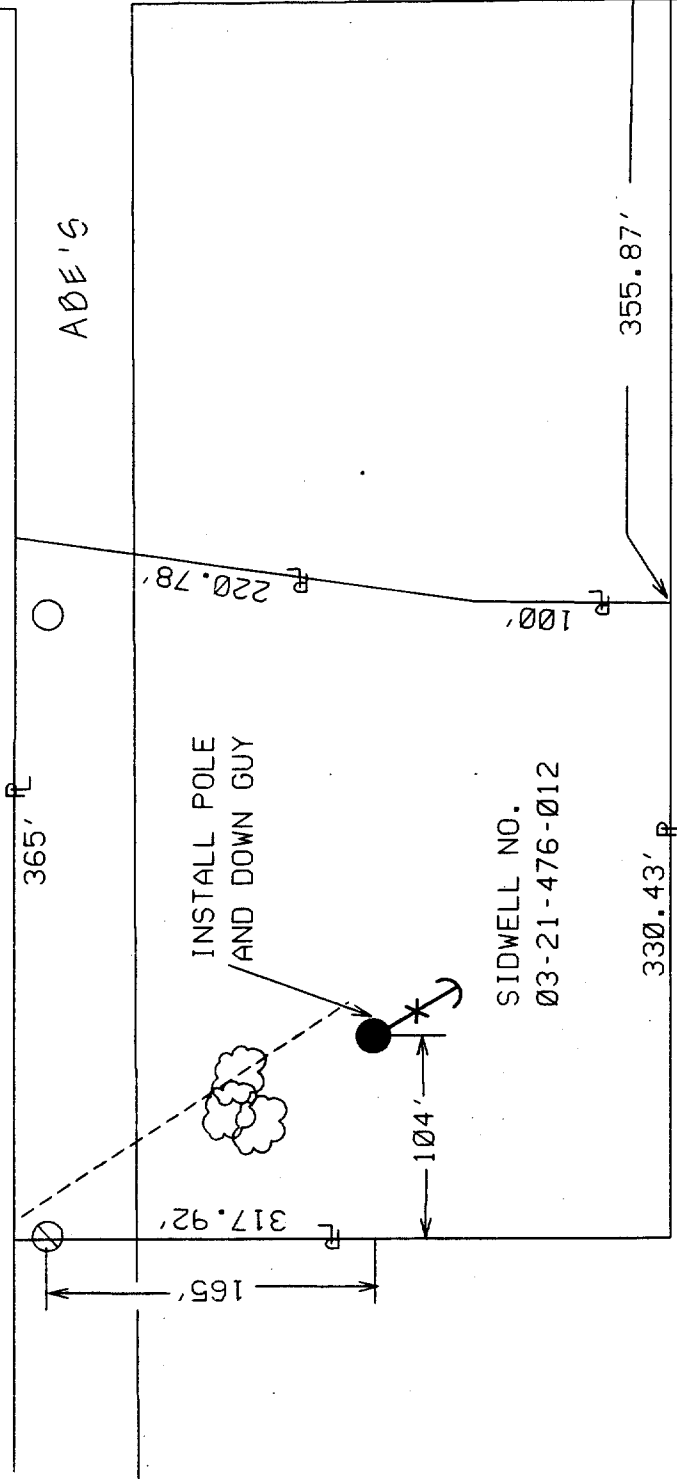 ABE'S
365'
℄
220.78'
100'
355.87'
INSTALL POLE
AND DOWN GUY
SIDWELL NO.
03-21-476-012
330.43'
104'
317.92'
165'